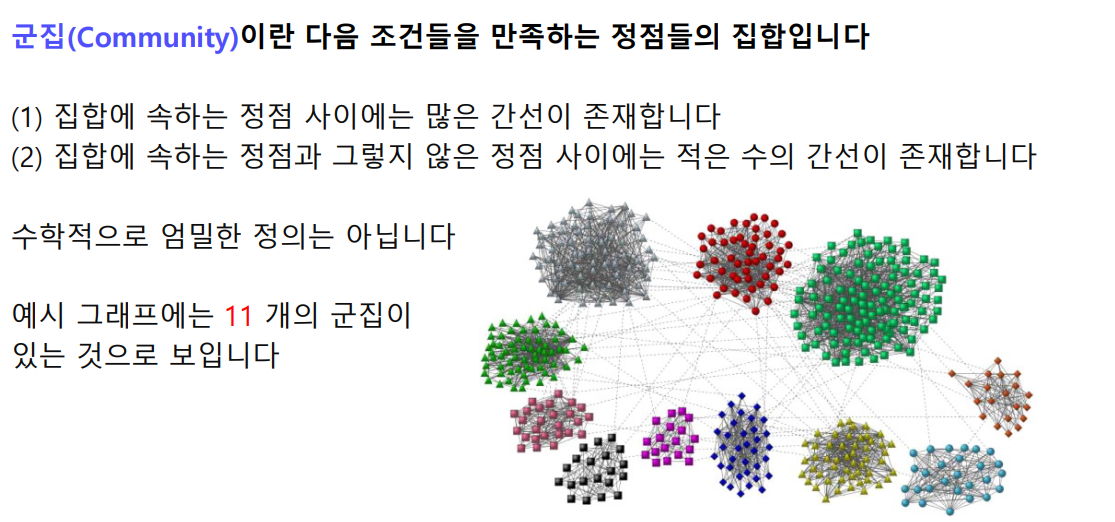 군집(Community)이란 다음 조건들을 만족하는 정점들의 집합입니다
(1) 집합에 속하는 정점 사이에는 많은 간선이 존재합니다
(2) 집합에 속하는 정점과 그렇지 않은 정점 사이에는 적은 수의 간선이 존재합니다
수학적으로 엄밀한 정의는 아닙니다
예시 그래프에는 11 개의 군집이
있는 것으로 보입니다